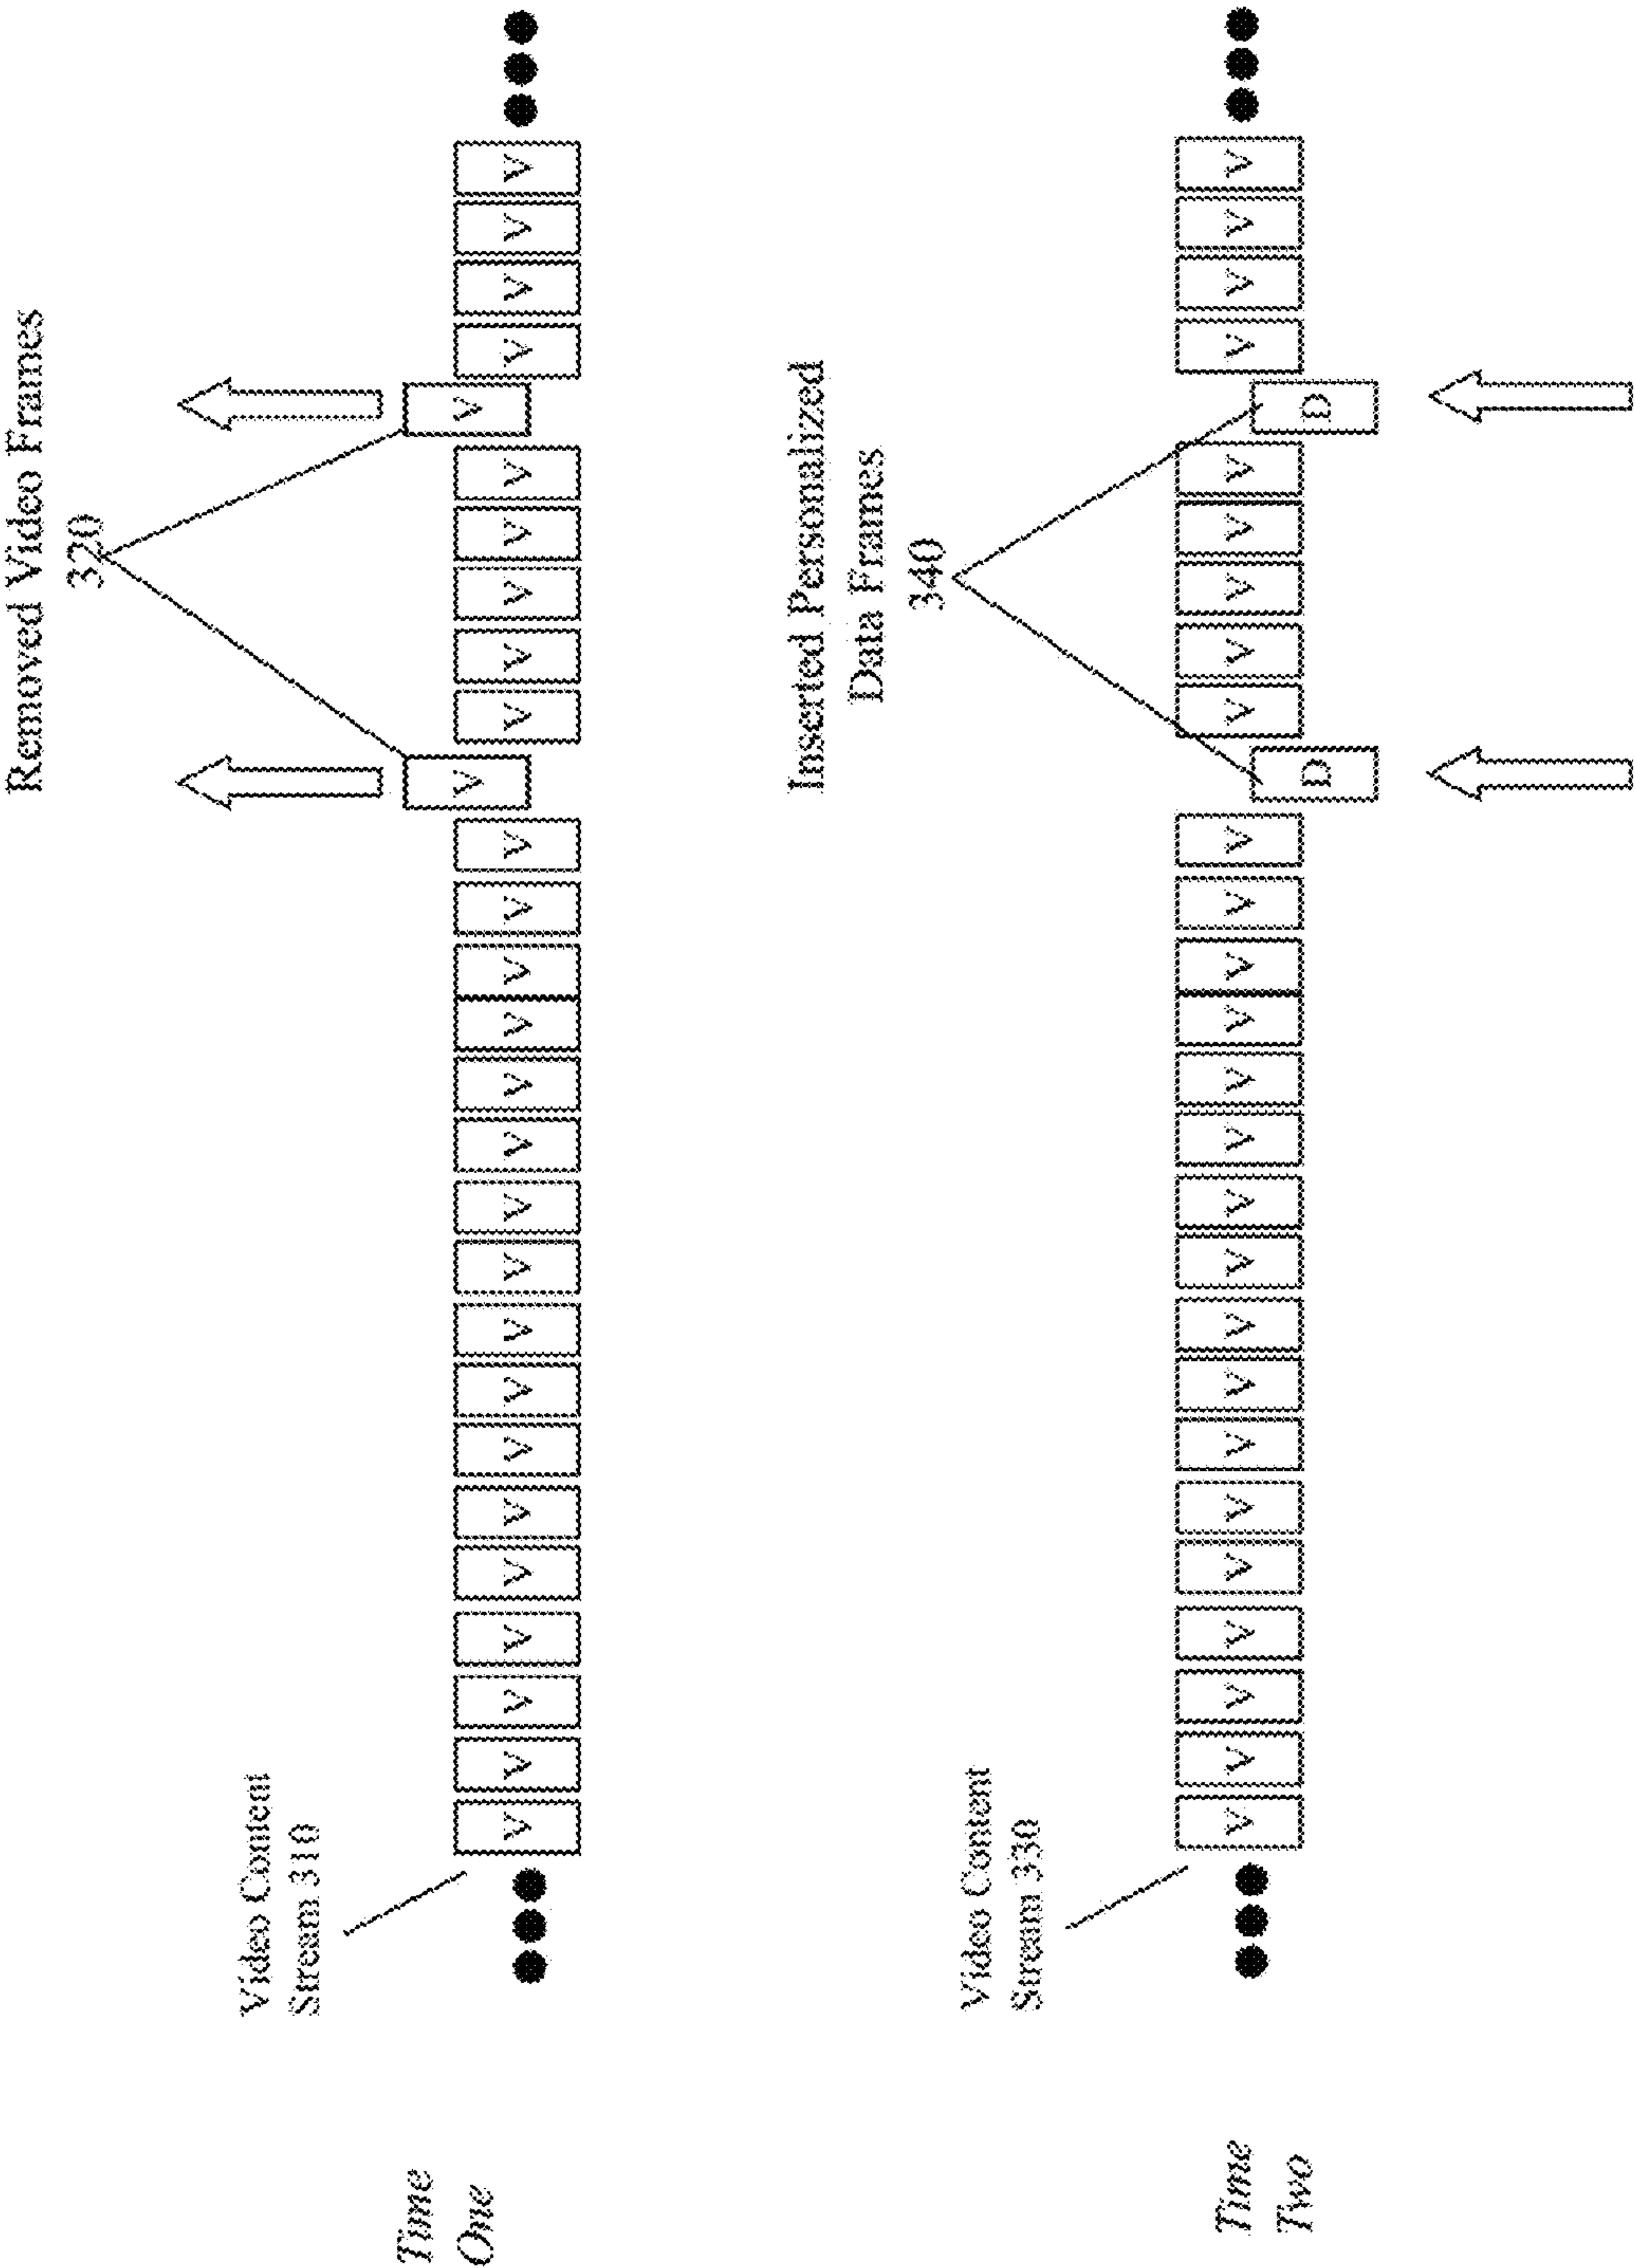 Removed Video Frames
320
Video Content
Stream 310
Time
One
V V V V V V V V V V V V V V V V V V V V V V V V V V V V
Inserted Personalized
Data Frames
340
Video Content
Stream 330
Time
Two
V V V V V V V V V V V V V V V V V D V V V V V D V V V V